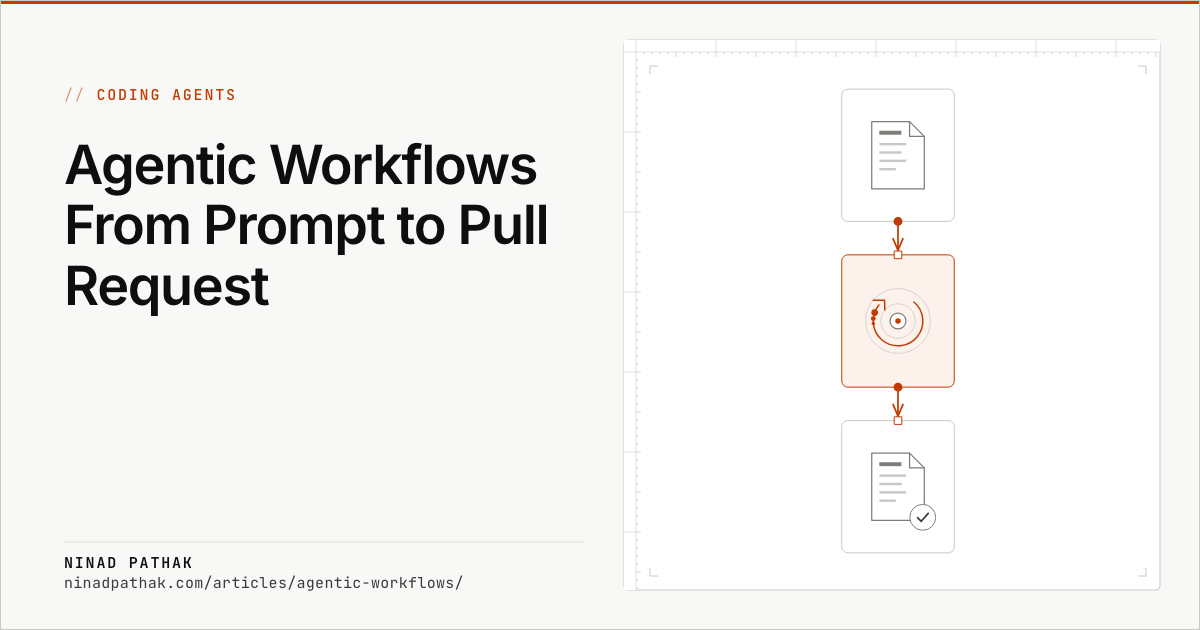 // CODING AGENTS
Agentic Workflows
From Prompt to Pull
Request
NINAD PATHAK
ninadpathak.com/articles/agentic-workflows/